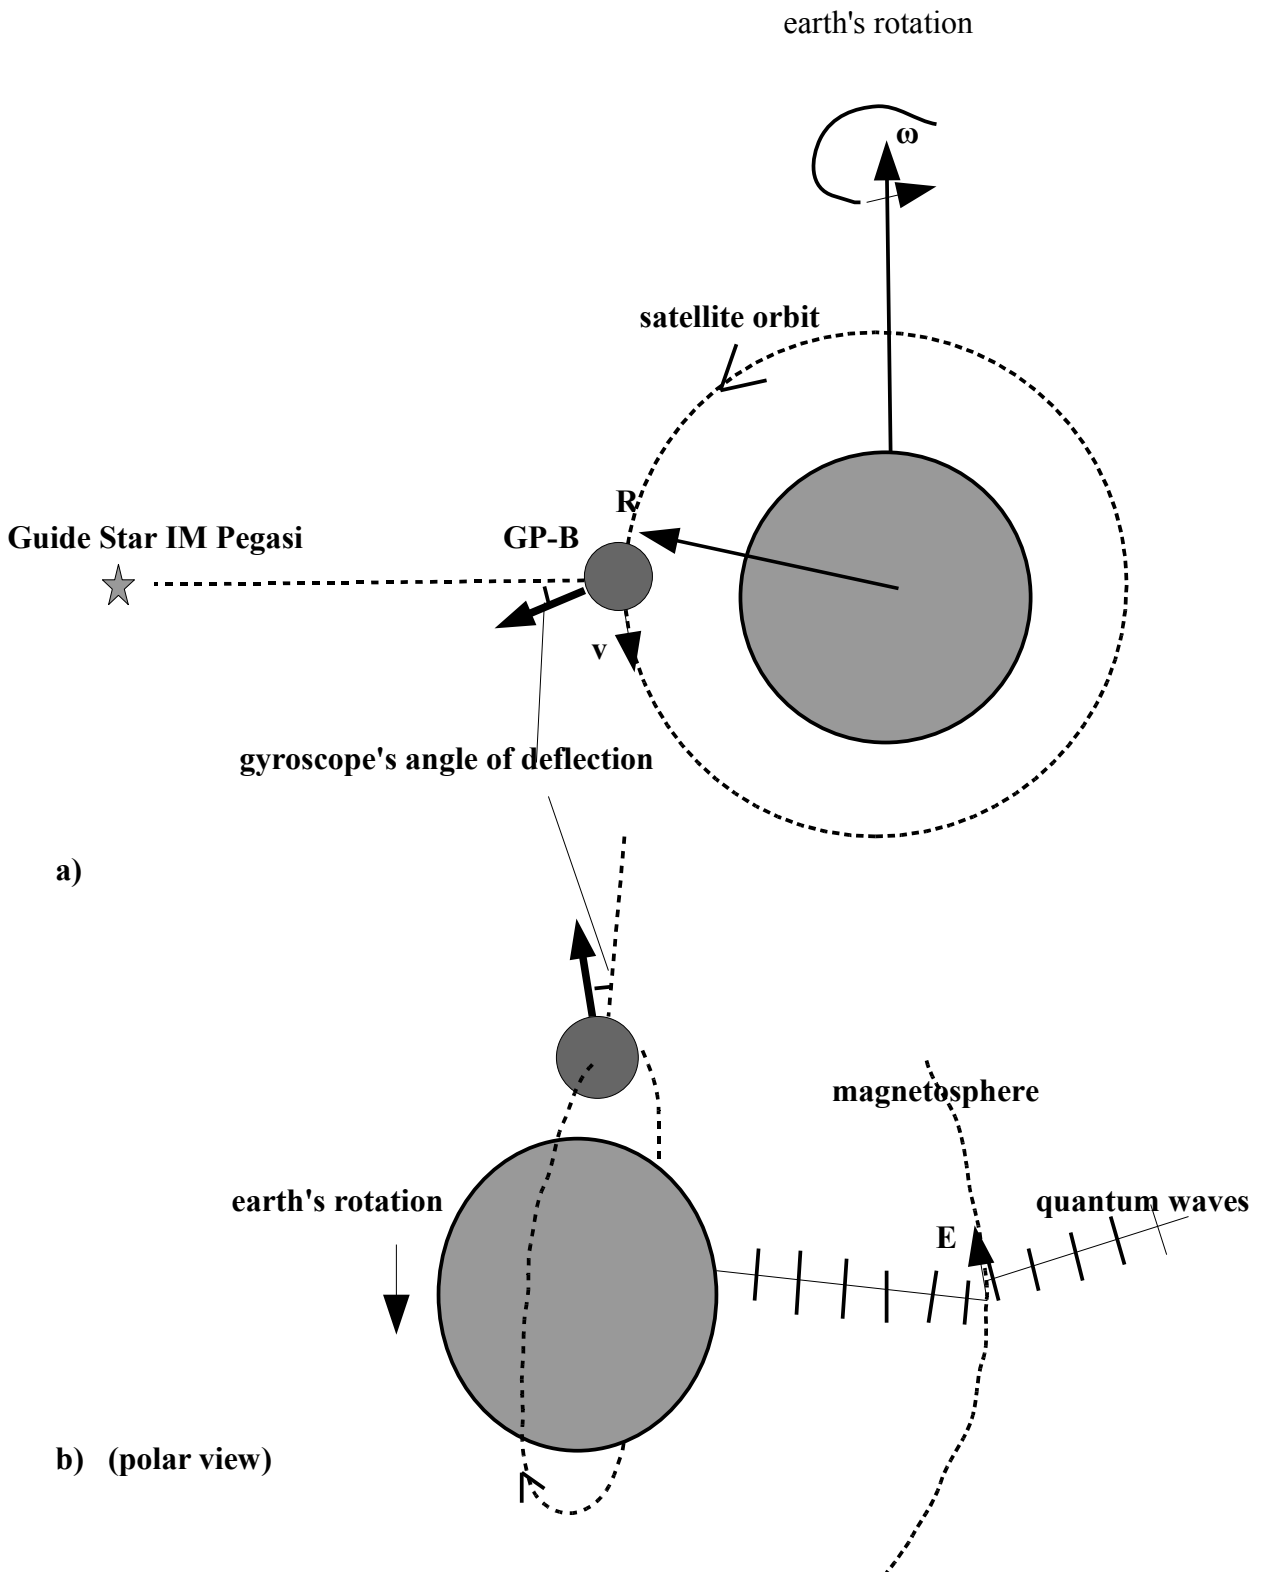 earth's rotation
ω
satellite orbit
R
Guide Star IM Pegasi
GP-B
v
gyroscope's angle of deflection
a)
magnetosphere
earth's rotation
quantum waves
E
b) (polar view)